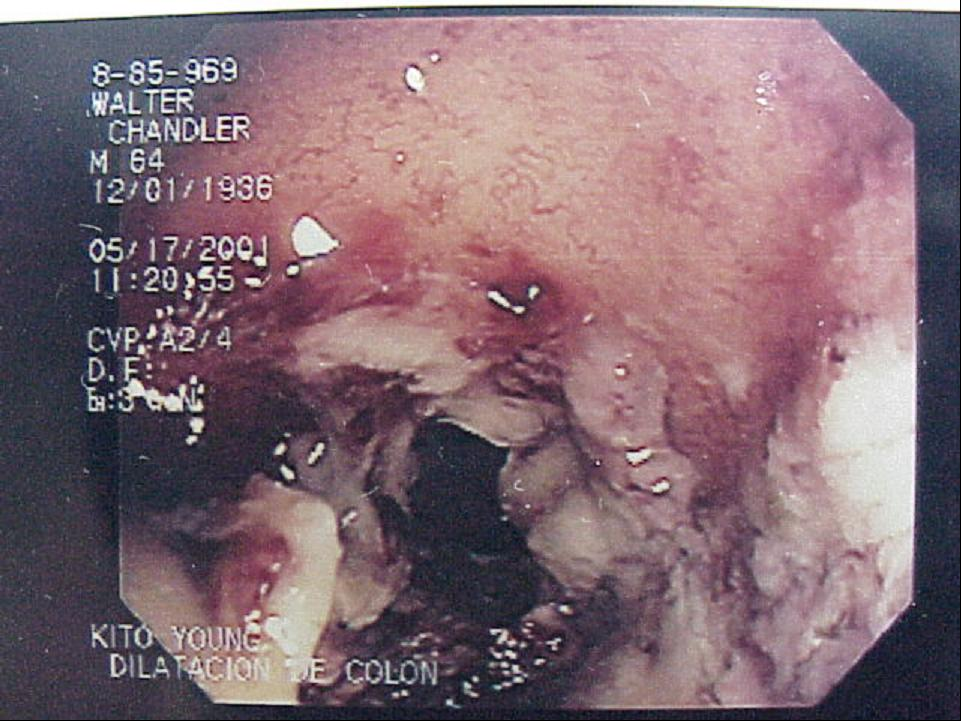 8-85-969
WALTER
CHANDLER
M 64
12/01/1936
05/17/2001
11:20:55
CVP A2/4
D.F:
KITO YOUNG
DILATACION DE COLON